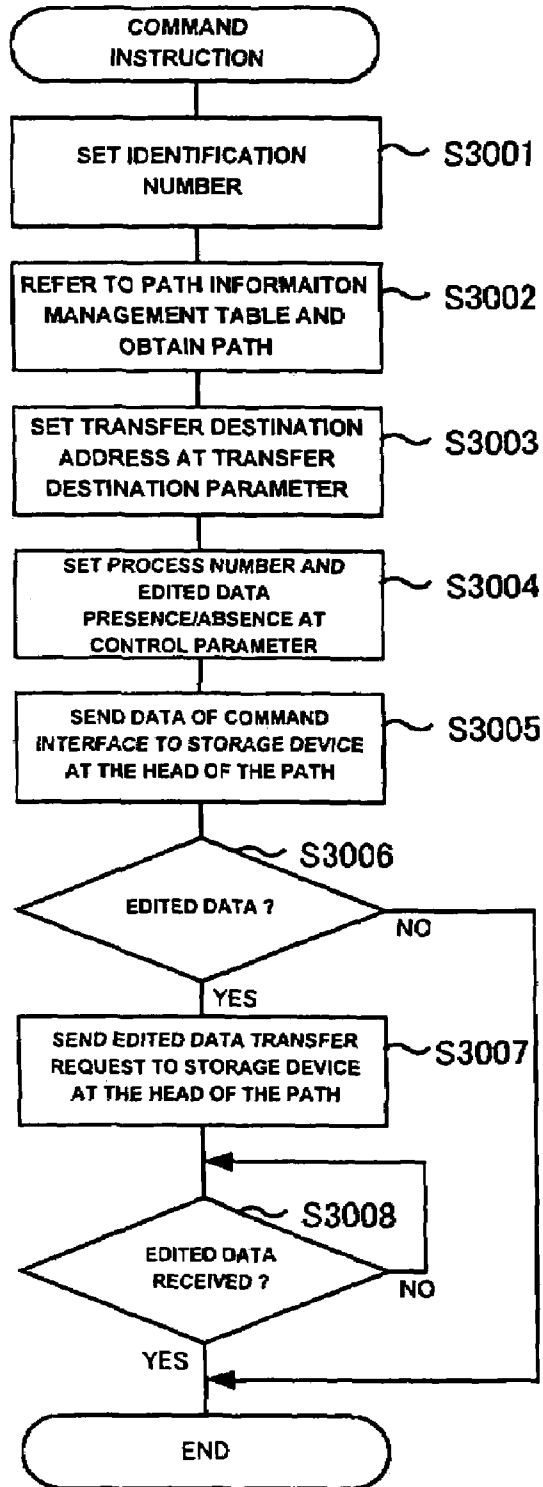 COMMAND
INSTRUCTION
SET IDENTIFICATION
NUMBER
S3001
REFER TO PATH INFORMAITON
MANAGEMENT TABLE AND
OBTAIN PATH
S3002
SET TRANSFER DESTINATION
ADDRESS AT TRANSFER
DESTINATION PARAMETER
S3003
SET PROCESS NUMBER AND
EDITED DATA
PRESENCE/ABSENCE AT
CONTROL PARAMETER
S3004
SEND DATA OF COMMAND
INTERFACE TO STORAGE DEVICE
AT THE HEAD OF THE PATH
S3005
S3006
EDITED DATA ?
NO
YES
SEND EDITED DATA TRANSFER
REQUEST TO STORAGE DEVICE
AT THE HEAD OF THE PATH
S3007
S3008
EDITED DATA
RECEIVED ?
NO
YES
END